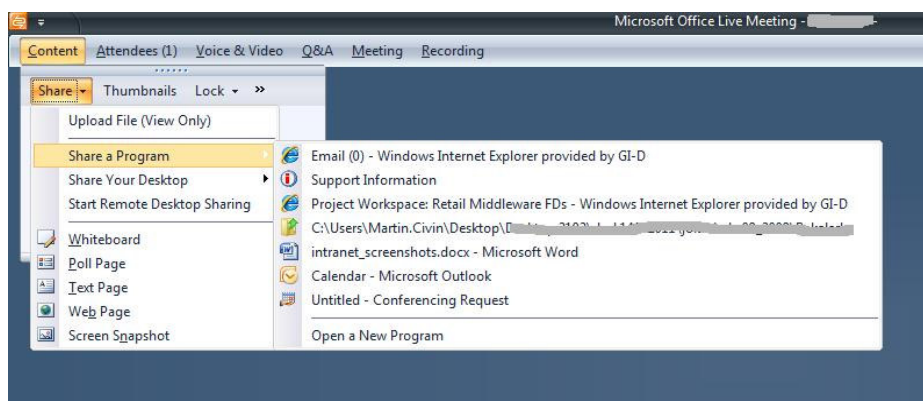 Microsoft Office Live Meeting -
Content Attendees (1) Voice & Video Q&A Meeting Recording
Share Thumbnails Lock »
Upload File (View Only)
Share a Program
Share Your Desktop
Start Remote Desktop Sharing
Whiteboard
Poll Page
Text Page
Web Page
Screen Snapshot
Email (0) - Windows Internet Explorer provided by GI-D
Support Information
Project Workspace: Retail Middleware FDs - Windows Internet Explorer provided by GI-D
C:\Users\Martin.Civin\Desktop\
intranet_screenshots.docx - Microsoft Word
Calendar - Microsoft Outlook
Untitled - Conferencing Request
Open a New Program